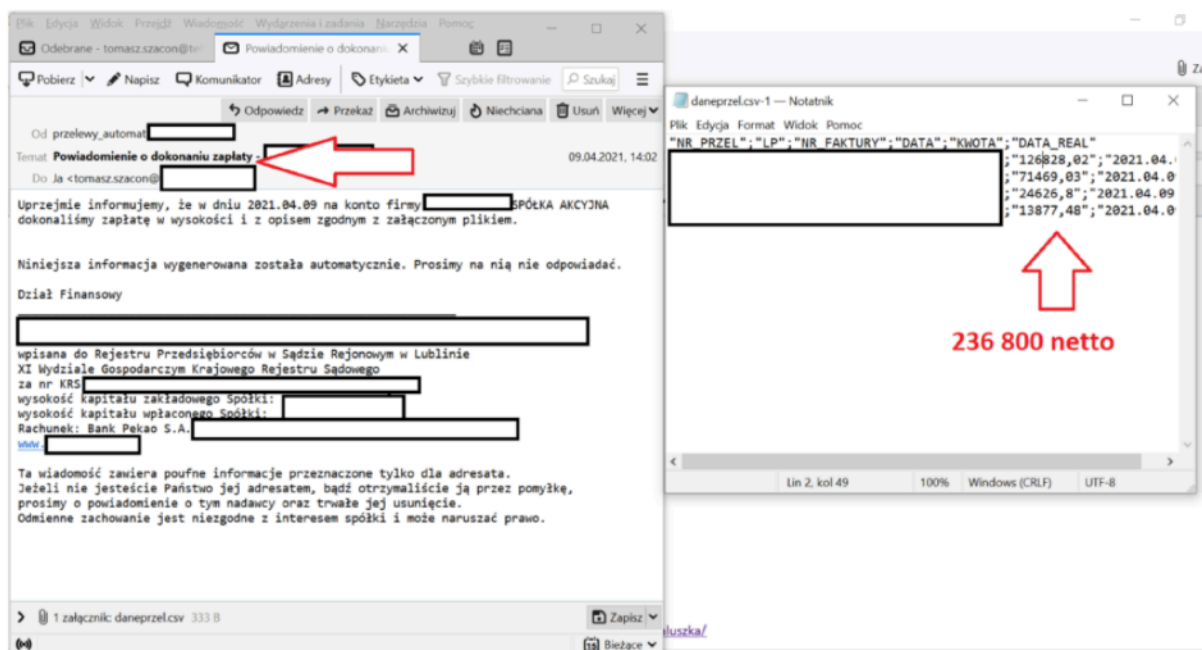 Plik Edycja Widok Przejdź Wiadomość Wydarzenia i zadania Narzędzia Pomoc
Odebrane - tomasz.szacon@te
Powiadomienie o dokonani
Pobierz Napisz Komunikator Adresy Etykieta Szybkie filtrowanie Szukaj
Odpowiedz Przekaż Archiwizuj Niechciana Usuń Więcej
Od przelewy_automat
Temat Powiadomienie o dokonaniu zapłaty - 09.04.2021, 14:02
Do Ja <tomasz.szacon@
Uprzejmie informujemy, że w dniu 2021.04.09 na konto firmy SPÓŁKA AKCYJNA
dokonaliśmy zapłatę w wysokości i z opisem zgodnym z załączonym plikiem.
Niniejsza informacja wygenerowana została automatycznie. Prosimy na nią nie odpowiadać.
Dział Finansowy
wpisana do Rejestru Przedsiębiorców w Sądzie Rejonowym w Lublinie
XI Wydziale Gospodarczym Krajowego Rejestru Sądowego
za nr KRS
wysokość kapitału zakładowego Spółki:
wysokość kapitału wpłaconego Spółki:
Rachunek: Bank Pekao S.A.
www.
Ta wiadomość zawiera poufne informacje przeznaczone tylko dla adresata.
Jeżeli nie jesteście Państwo jej adresatem, bądź otrzymaliście ją przez pomyłkę,
prosimy o powiadomienie o tym nadawcy oraz trwałe jej usunięcie.
Odmienne zachowanie jest niezgodne z interesem spółki i może naruszać prawo.
1 załącznik: daneprzel.csv 333 B
Zapisz
15 Bieżące
daneprzel.csv-1 — Notatnik
Plik Edycja Format Widok Pomoc
"NR_PRZEL";"LP";"NR_FAKTURY";"DATA";"KWOTA";"DATA_REAL"
;"126828,02";"2021.04.
;"71469,03";"2021.04.0
;"24626,8";"2021.04.09
;"13877,48";"2021.04.0
236 800 netto
Lin 2, kol 49 100% Windows (CRLF) UTF-8
luszka/